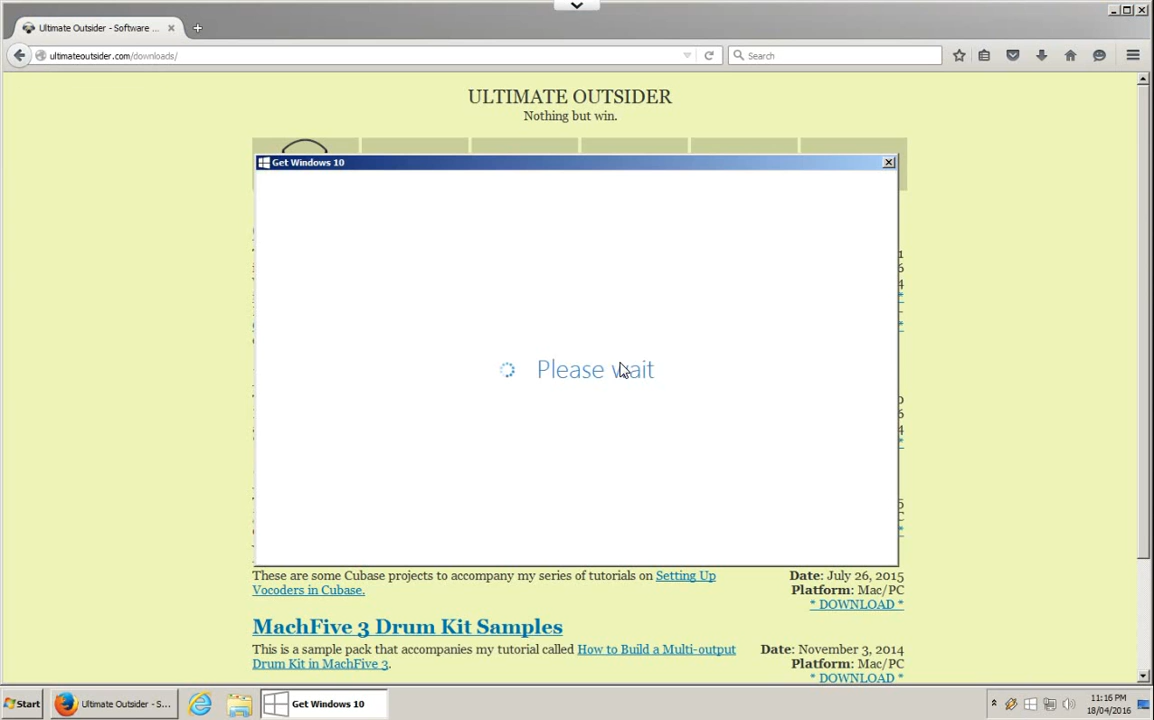 Ultimate Outsider - Software ...
ultimateoutsider.com/downloads/
Search
ULTIMATE OUTSIDER
Nothing but win.
Get Windows 10
Please wait
These are some Cubase projects to accompany my series of tutorials on Setting Up
Vocoders in Cubase.
Date: July 26, 2015
Platform: Mac/PC
* DOWNLOAD *
MachFive 3 Drum Kit Samples
This is a sample pack that accompanies my tutorial called How to Build a Multi-output
Drum Kit in MachFive 3.
Date: November 3, 2014
Platform: Mac/PC
* DOWNLOAD *
Start
Ultimate Outsider - S...
Get Windows 10
11:16 PM
18/04/2016